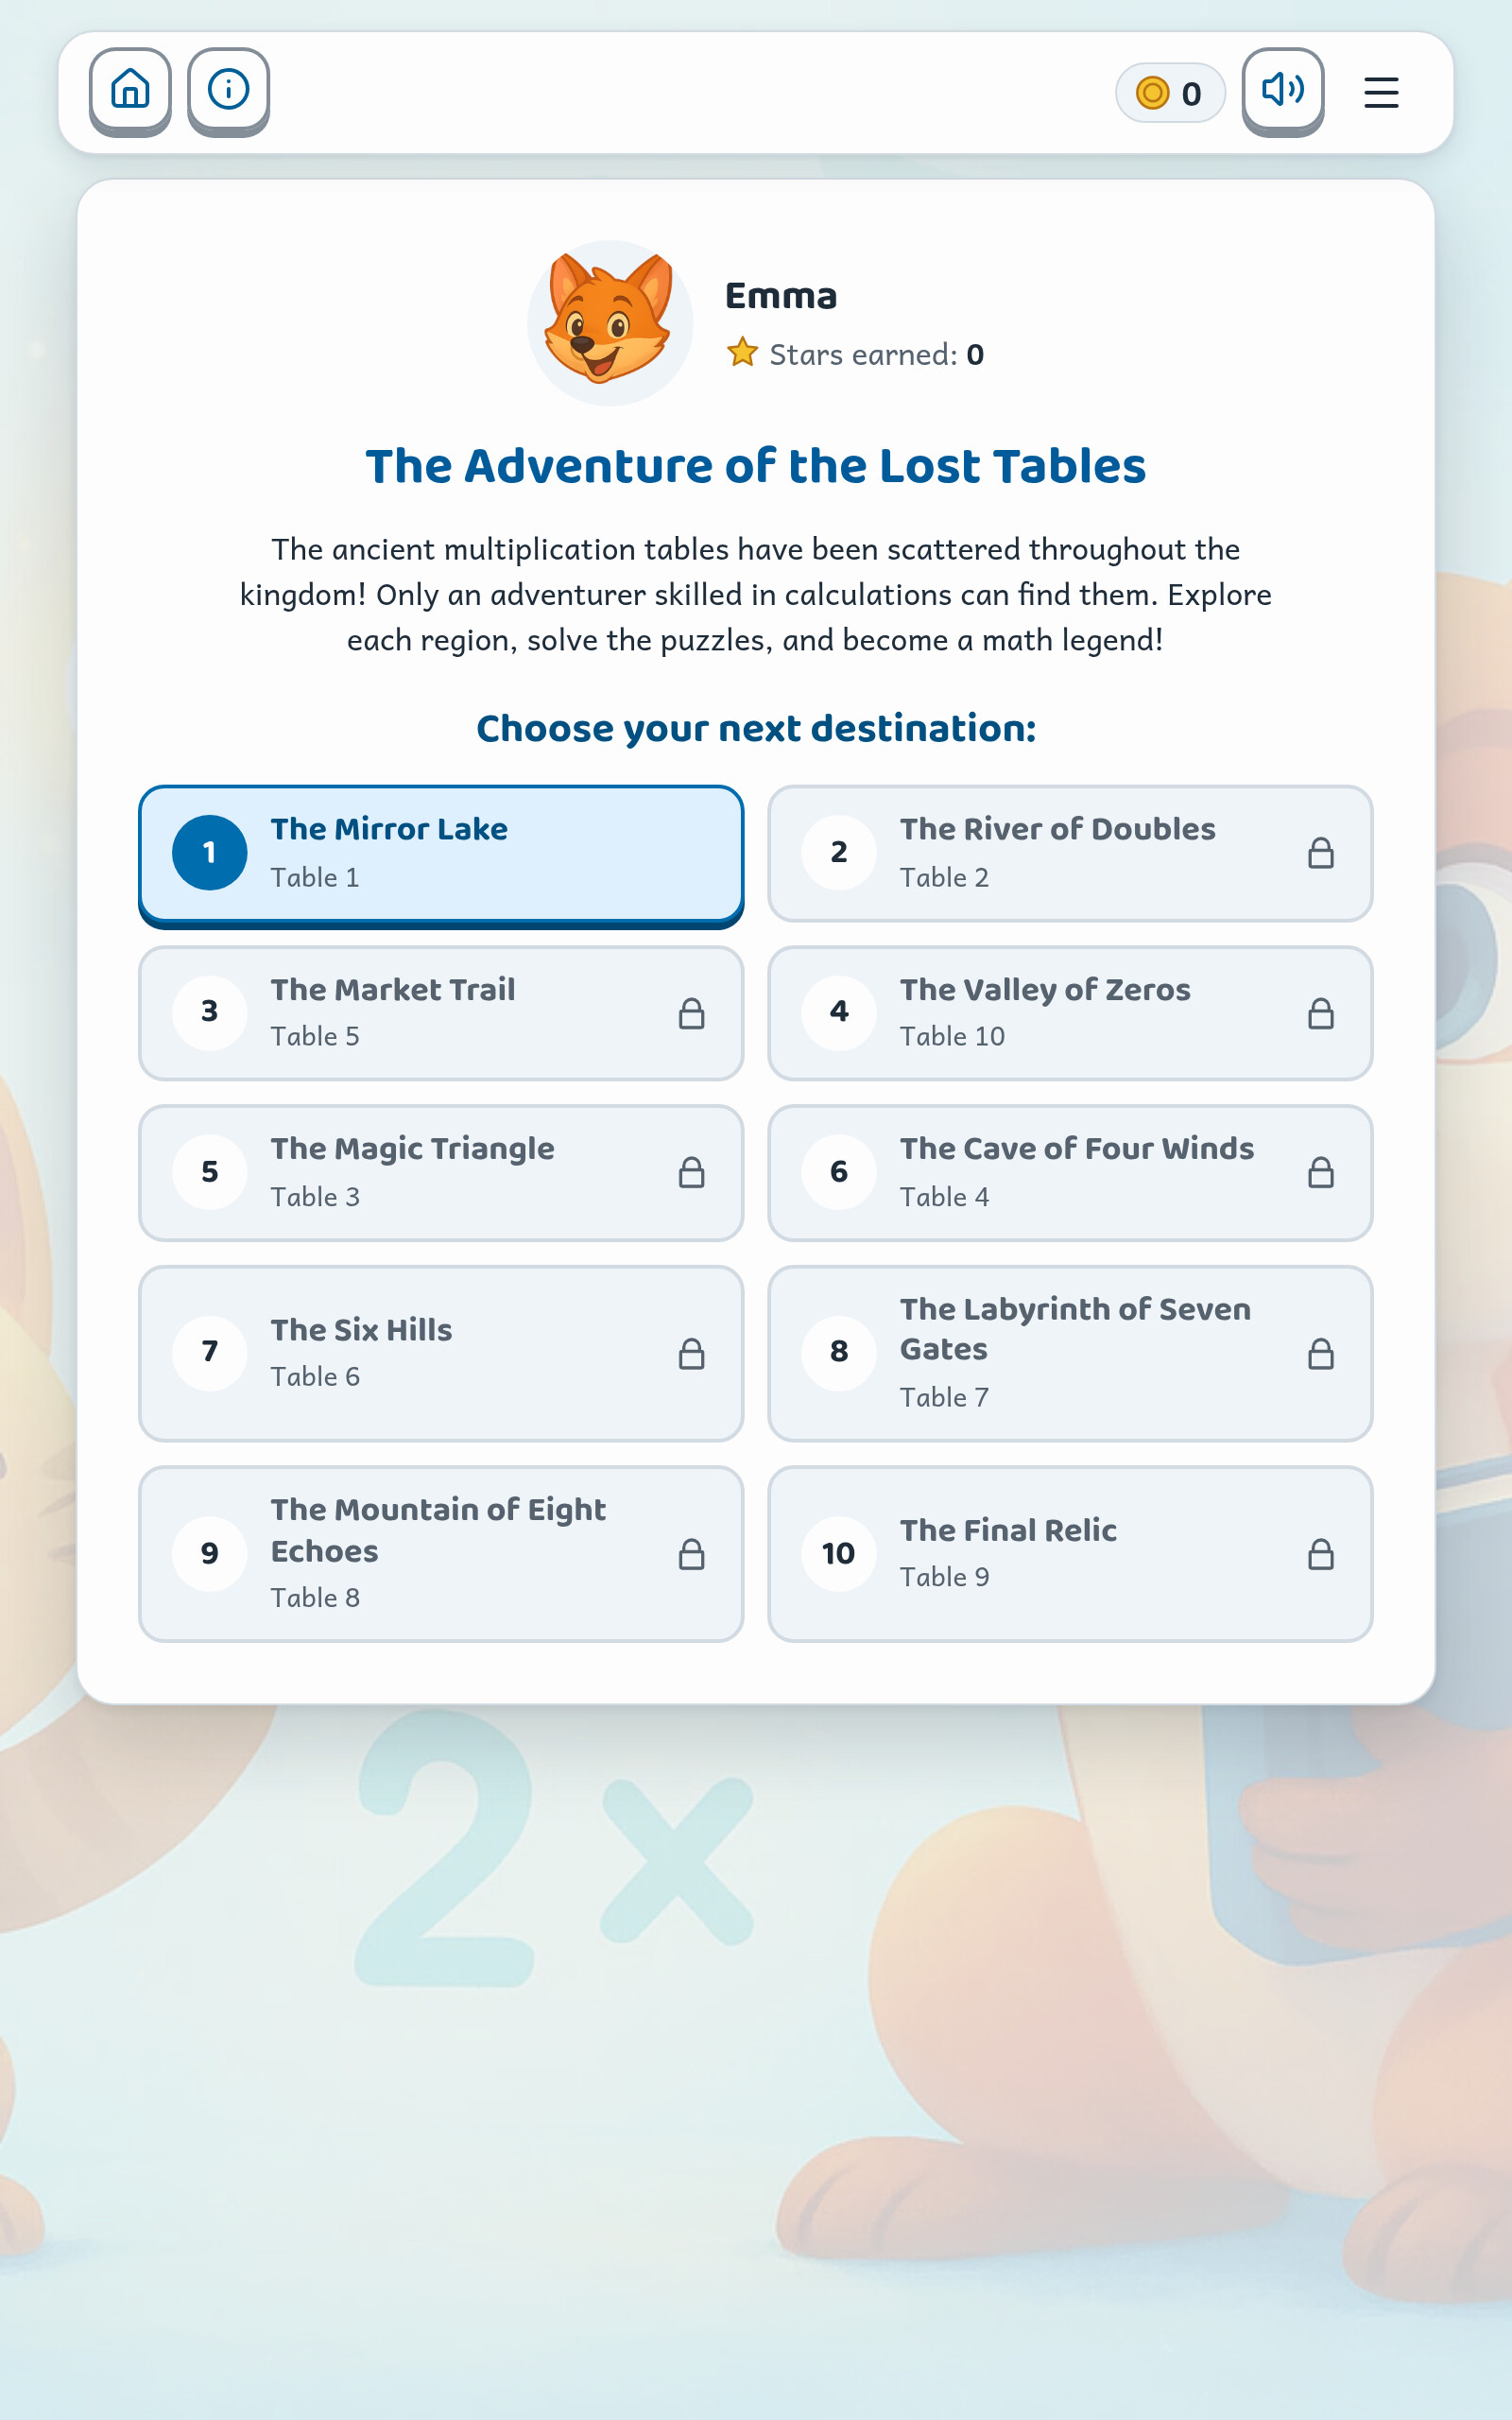 0
Emma
Stars earned: 0
The Adventure of the Lost Tables
The ancient multiplication tables have been scattered throughout the
kingdom! Only an adventurer skilled in calculations can find them. Explore
each region, solve the puzzles, and become a math legend!
Choose your next destination:
1
The Mirror Lake
Table 1
2
The River of Doubles
Table 2
3
The Market Trail
Table 5
4
The Valley of Zeros
Table 10
5
The Magic Triangle
Table 3
6
The Cave of Four Winds
Table 4
7
The Six Hills
Table 6
8
The Labyrinth of Seven
Gates
Table 7
9
The Mountain of Eight
Echoes
Table 8
10
The Final Relic
Table 9
2×